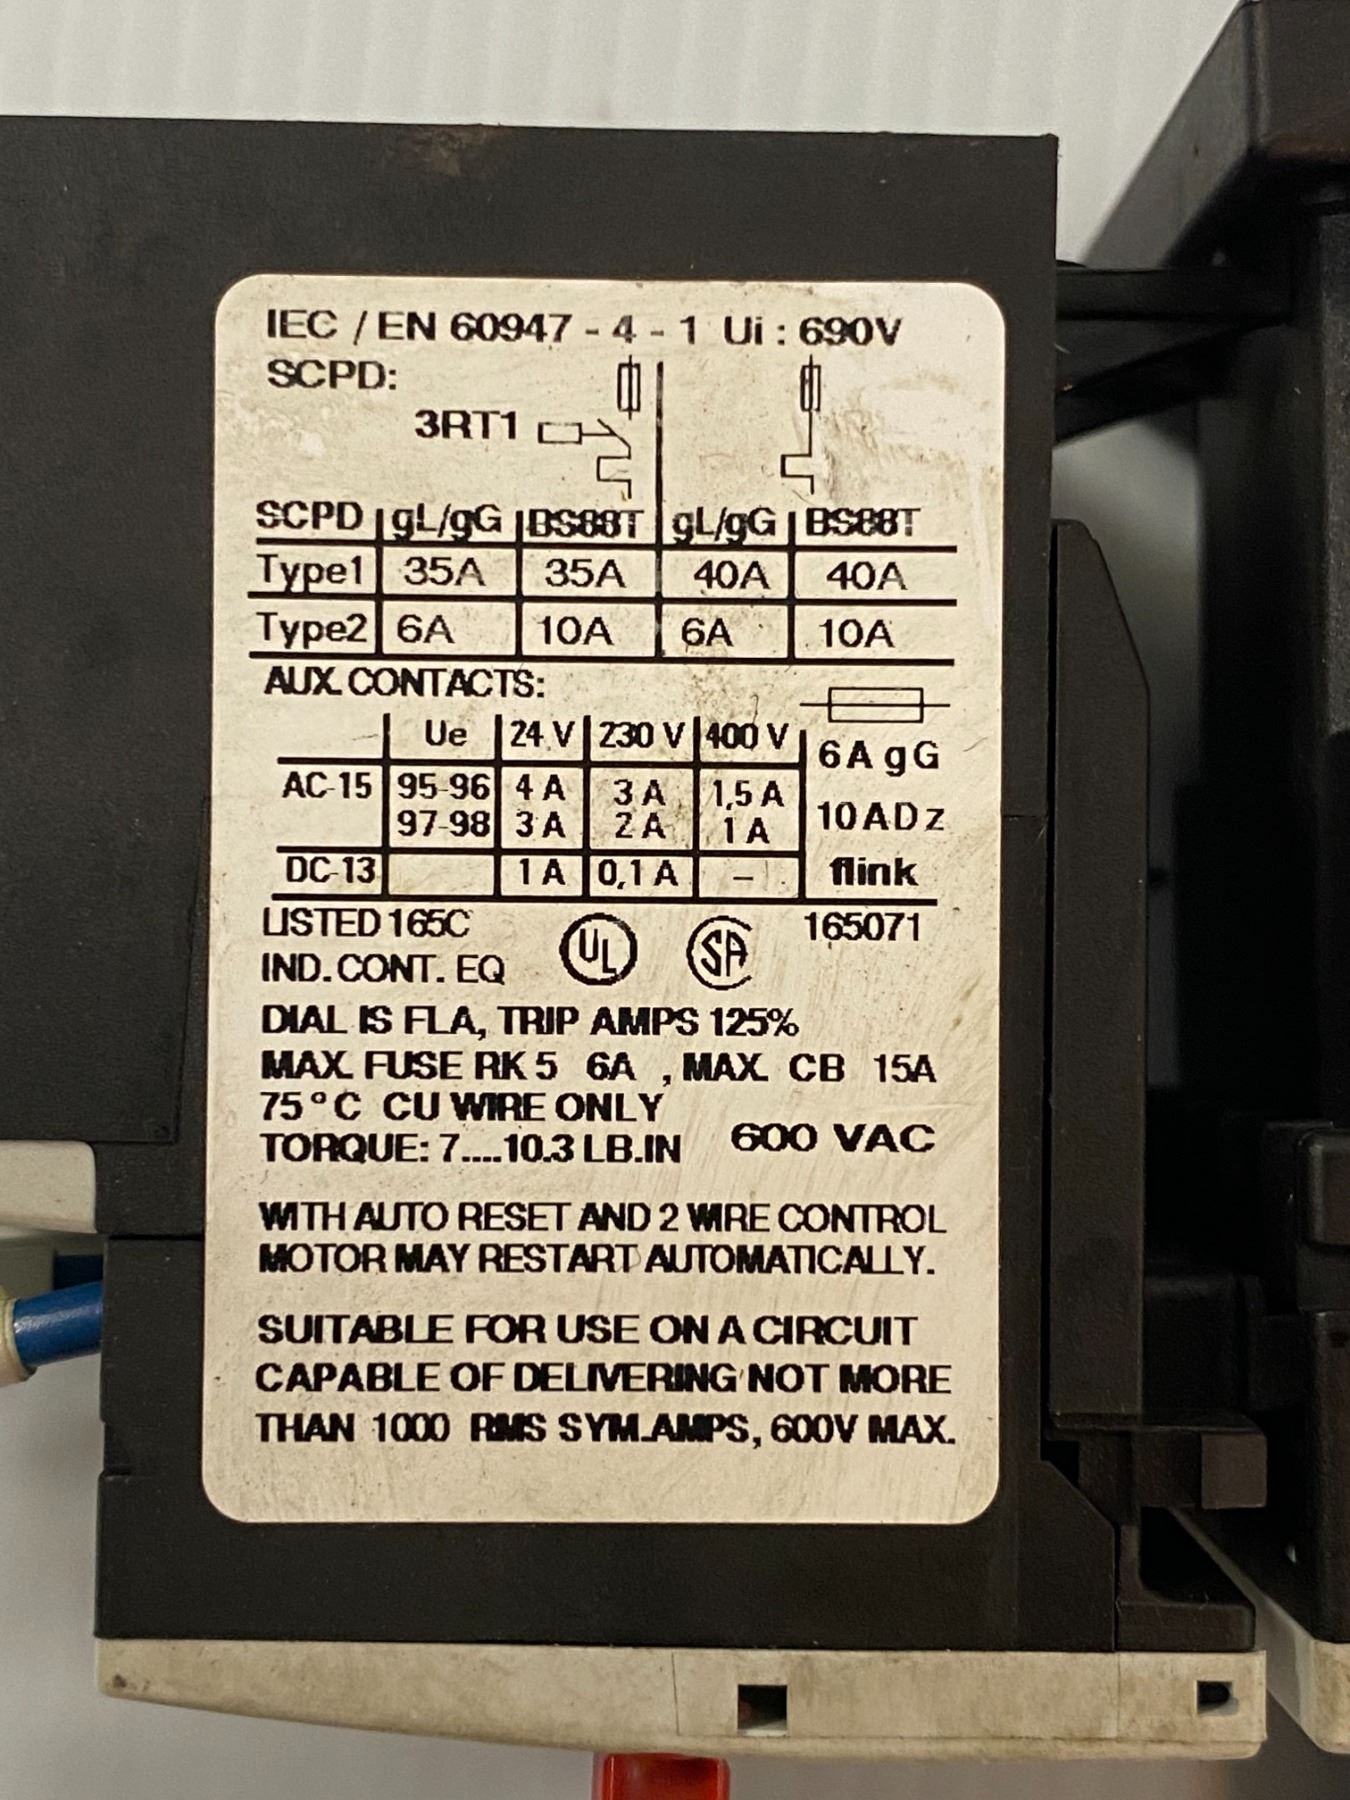 IEC / EN 60947 - 4 - 1 Ui : 690V
SCPD:
3RT1
SCPD gL/gG BS88T gL/gG BS88T
Type1 35A 35A 40A 40A
Type2 6A 10A 6A 10A
AUX. CONTACTS:
Ue 24 V 230 V 400 V
6 A gG
AC-15 95-96 4 A 3 A 1,5 A
97-98 3 A 2 A 1 A
10 A D z
DC-13 1 A 0,1 A –
flink
LISTED 165C UL SA 165071
IND. CONT. EQ
DIAL IS FLA, TRIP AMPS 125%
MAX. FUSE RK 5 6A , MAX. CB 15A
75 ° C CU WIRE ONLY
TORQUE: 7....10.3 LB.IN 600 VAC
WITH AUTO RESET AND 2 WIRE CONTROL
MOTOR MAY RESTART AUTOMATICALLY.
SUITABLE FOR USE ON A CIRCUIT
CAPABLE OF DELIVERING NOT MORE
THAN 1000 RMS SYM.AMPS, 600V MAX.